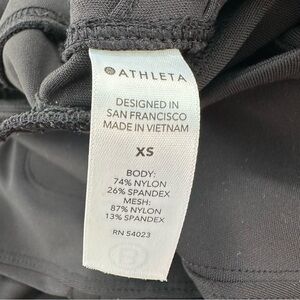 ATHLETA
DESIGNED IN
SAN FRANCISCO
MADE IN VIETNAM
XS
BODY:
74% NYLON
26% SPANDEX
MESH:
87% NYLON
13% SPANDEX
RN 54023